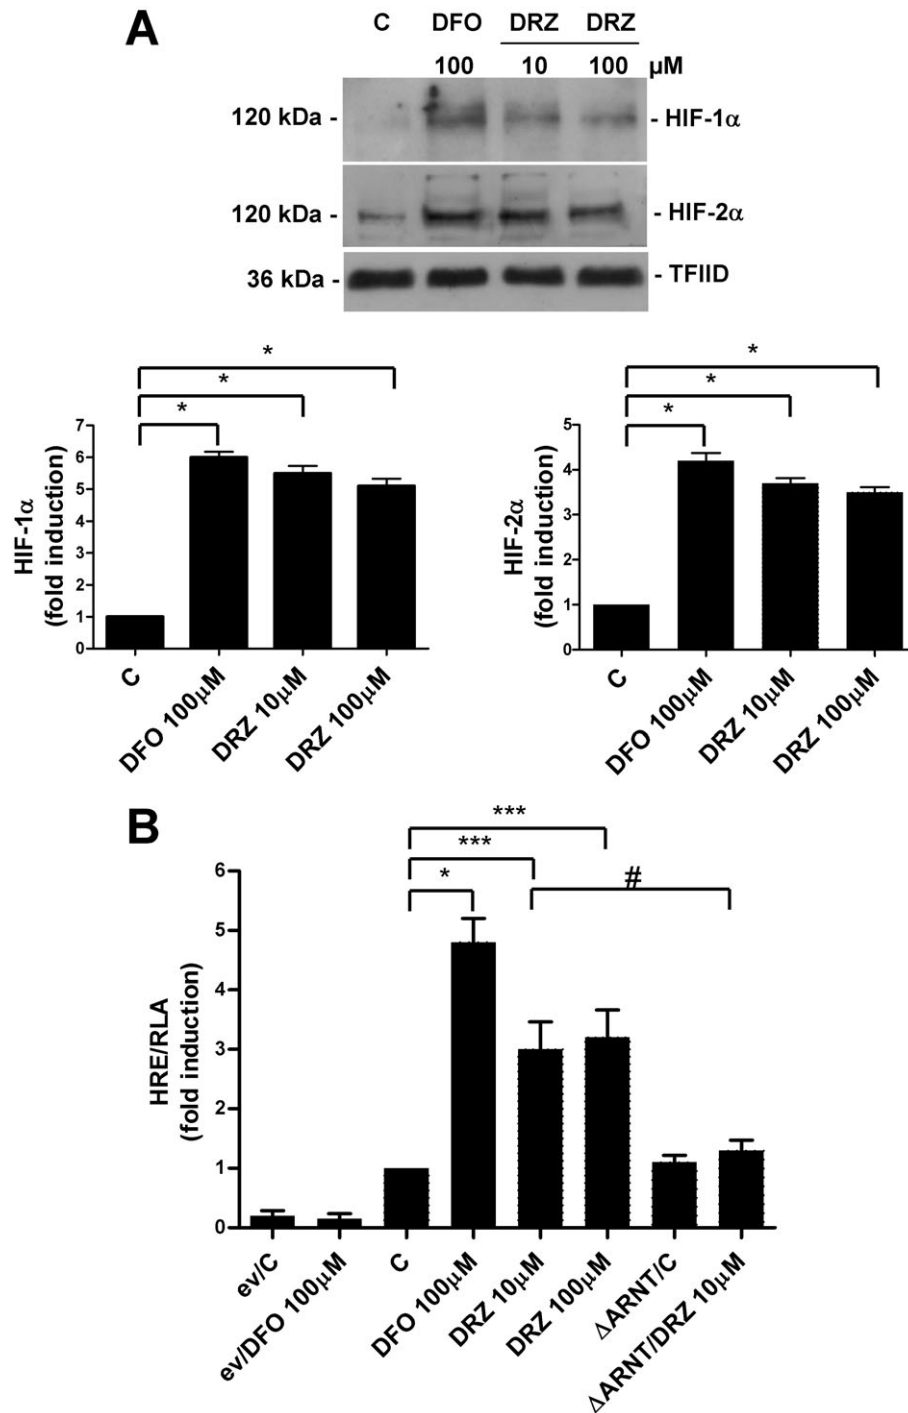 A
C DFO DRZ DRZ
100 10 100 μM
120 kDa - - HIF-1α
120 kDa - - HIF-2α
36 kDa - - TFIID
*
*
*
HIF-1α
(fold induction)
7
6
5
4
3
2
1
0
C
DFO 100μM
DRZ 10μM
DRZ 100μM
*
*
*
HIF-2α
(fold induction)
5
4
3
2
1
0
C
DFO 100μM
DRZ 10μM
DRZ 100μM
B
***
***
*
#
HRE/RLA
(fold induction)
6
5
4
3
2
1
0
ev/C
ev/DFO 100μM
C
DFO 100μM
DRZ 10μM
DRZ 100μM
ΔARNT/C
ΔARNT/DRZ 10μM